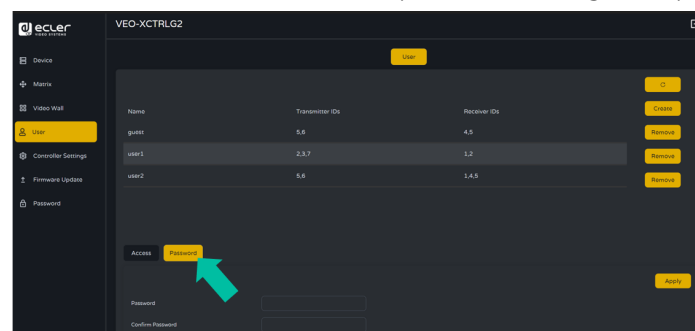 ecler
VIDEO SYSTEMS
VEO-XCTRLG2
Device
Matrix
Video Wall
User
Controller Settings
Firmware Update
Password
User
Name Transmitter IDs Receiver IDs Create
guest 5,6 4,5 Remove
user1 2,3,7 1,2 Remove
user2 5,6 1,4,5 Remove
Access Password
Apply
Password
Confirm Password